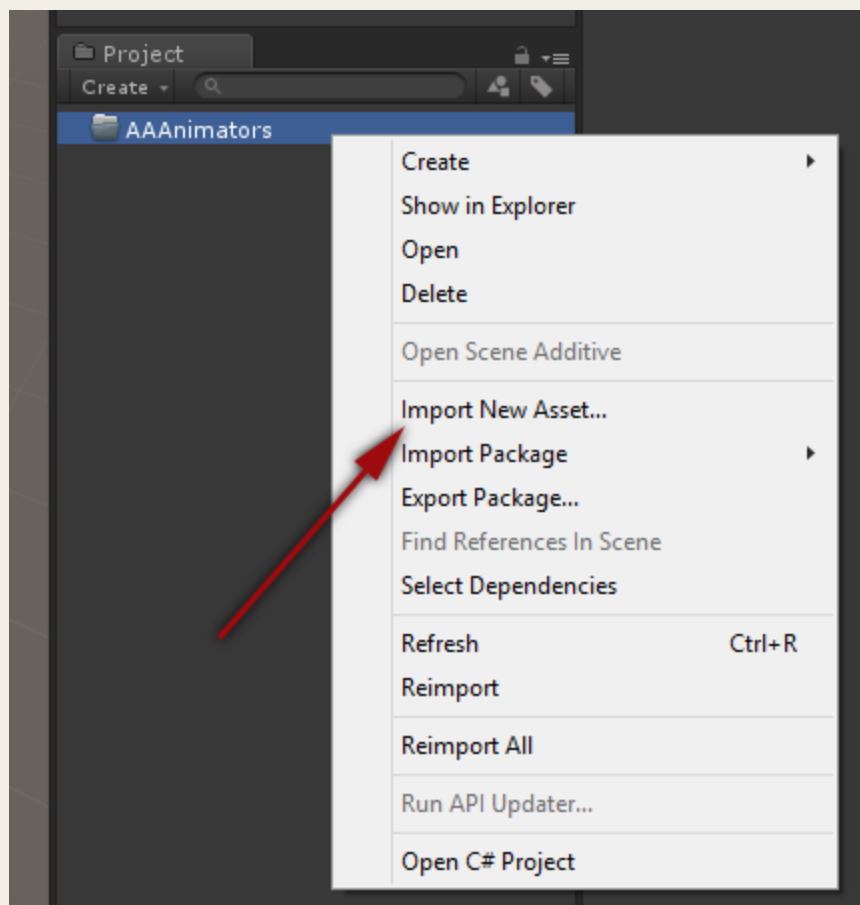 Project
Create
AAAnimators
Create
Show in Explorer
Open
Delete
Open Scene Additive
Import New Asset...
Import Package
Export Package...
Find References In Scene
Select Dependencies
Refresh Ctrl+R
Reimport
Reimport All
Run API Updater...
Open C# Project